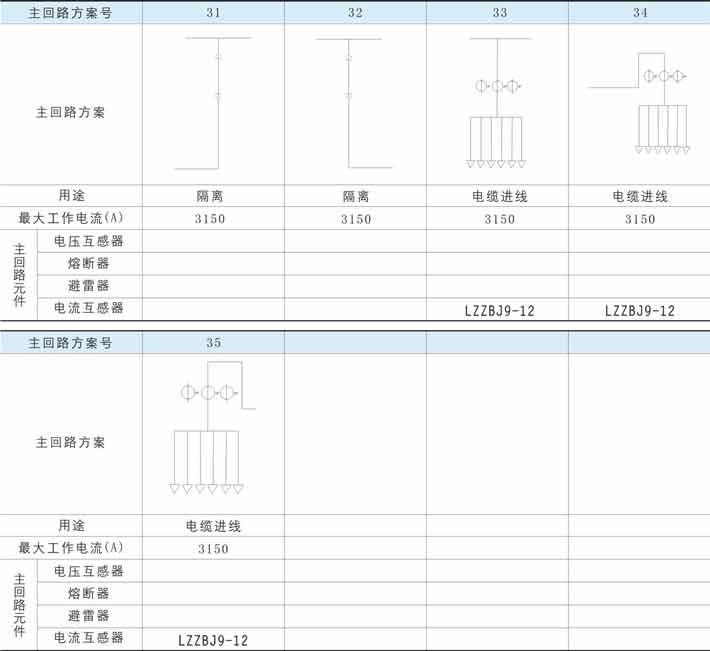 主回路方案号 31 32 33 34
主回路方案
用途 隔离 隔离 电缆进线 电缆进线
最大工作电流(A) 3150 3150 3150 3150
主回路元件
电压互感器
熔断器
避雷器
电流互感器 LZZBJ9-12 LZZBJ9-12
主回路方案号 35
主回路方案
用途 电缆进线
最大工作电流(A) 3150
主回路元件
电压互感器
熔断器
避雷器
电流互感器 LZZBJ9-12